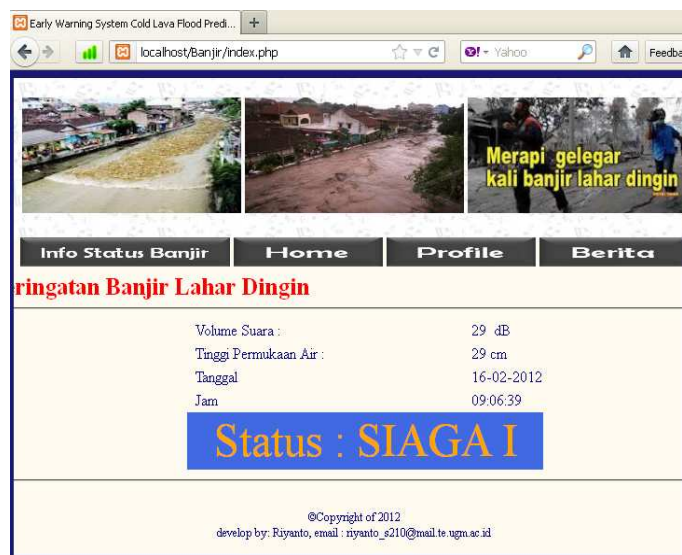 Early Warning System Cold Lava Flood Predi...
localhost/Banjir/index.php
Yahoo
Feedba
Merapi gelegar
kali banjir lahar dingin
Info Status Banjir Home Profile Berita
ringatan Banjir Lahar Dingin
Volume Suara : 29 dB
Tinggi Permukaan Air : 29 cm
Tanggal 16-02-2012
Jam 09:06:39
Status : SIAGA I
©Copyright of 2012
develop by: Riyanto, email : riyanto_s210@mail.te.ugm.ac.id